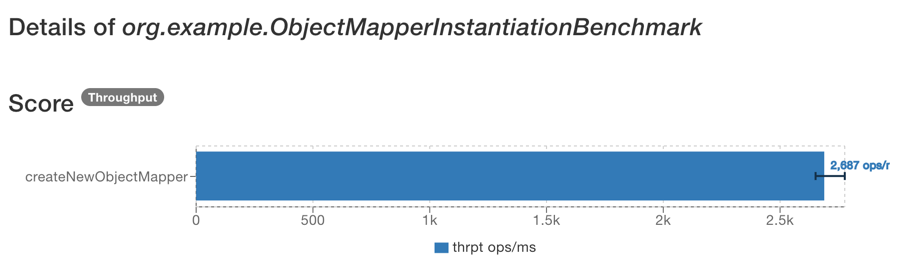 Details of org.example.ObjectMapperInstantiationBenchmark
Score Throughput
2,687 ops/r
createNewObjectMapper
0 500 1k 1.5k 2k 2.5k
thrpt ops/ms